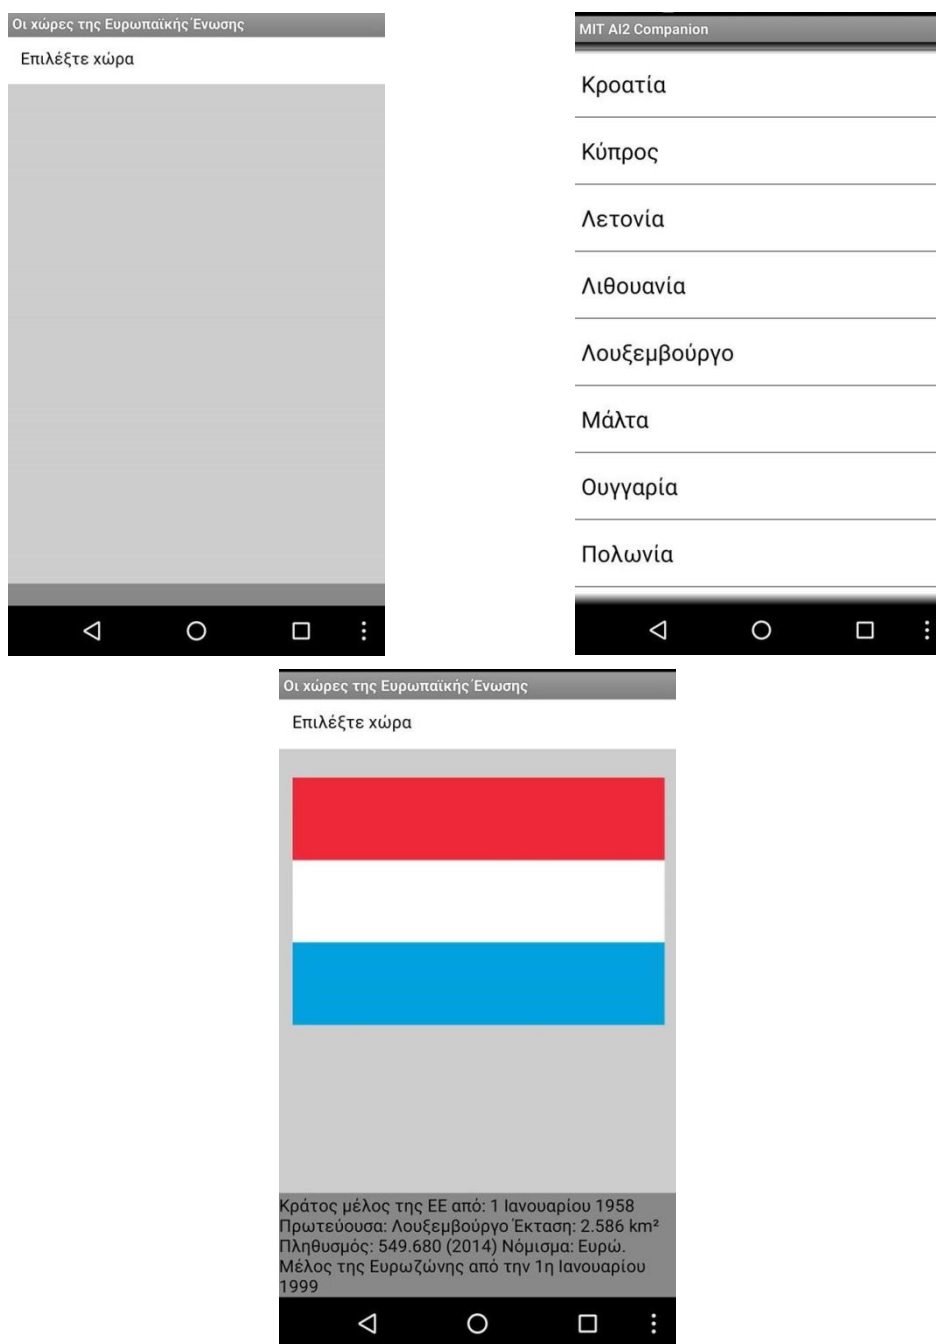 Οι χώρες της Ευρωπαϊκής Ένωσης
Επιλέξτε χώρα
MIT AI2 Companion
Κροατία
Κύπρος
Λετονία
Λιθουανία
Λουξεμβούργο
Μάλτα
Ουγγαρία
Πολωνία
Οι χώρες της Ευρωπαϊκής Ένωσης
Επιλέξτε χώρα
Κράτος μέλος της ΕΕ από: 1 Ιανουαρίου 1958
Πρωτεύουσα: Λουξεμβούργο Έκταση: 2.586 km²
Πληθυσμός: 549.680 (2014) Νόμισμα: Ευρώ.
Μέλος της Ευρωζώνης από την 1η Ιανουαρίου
1999